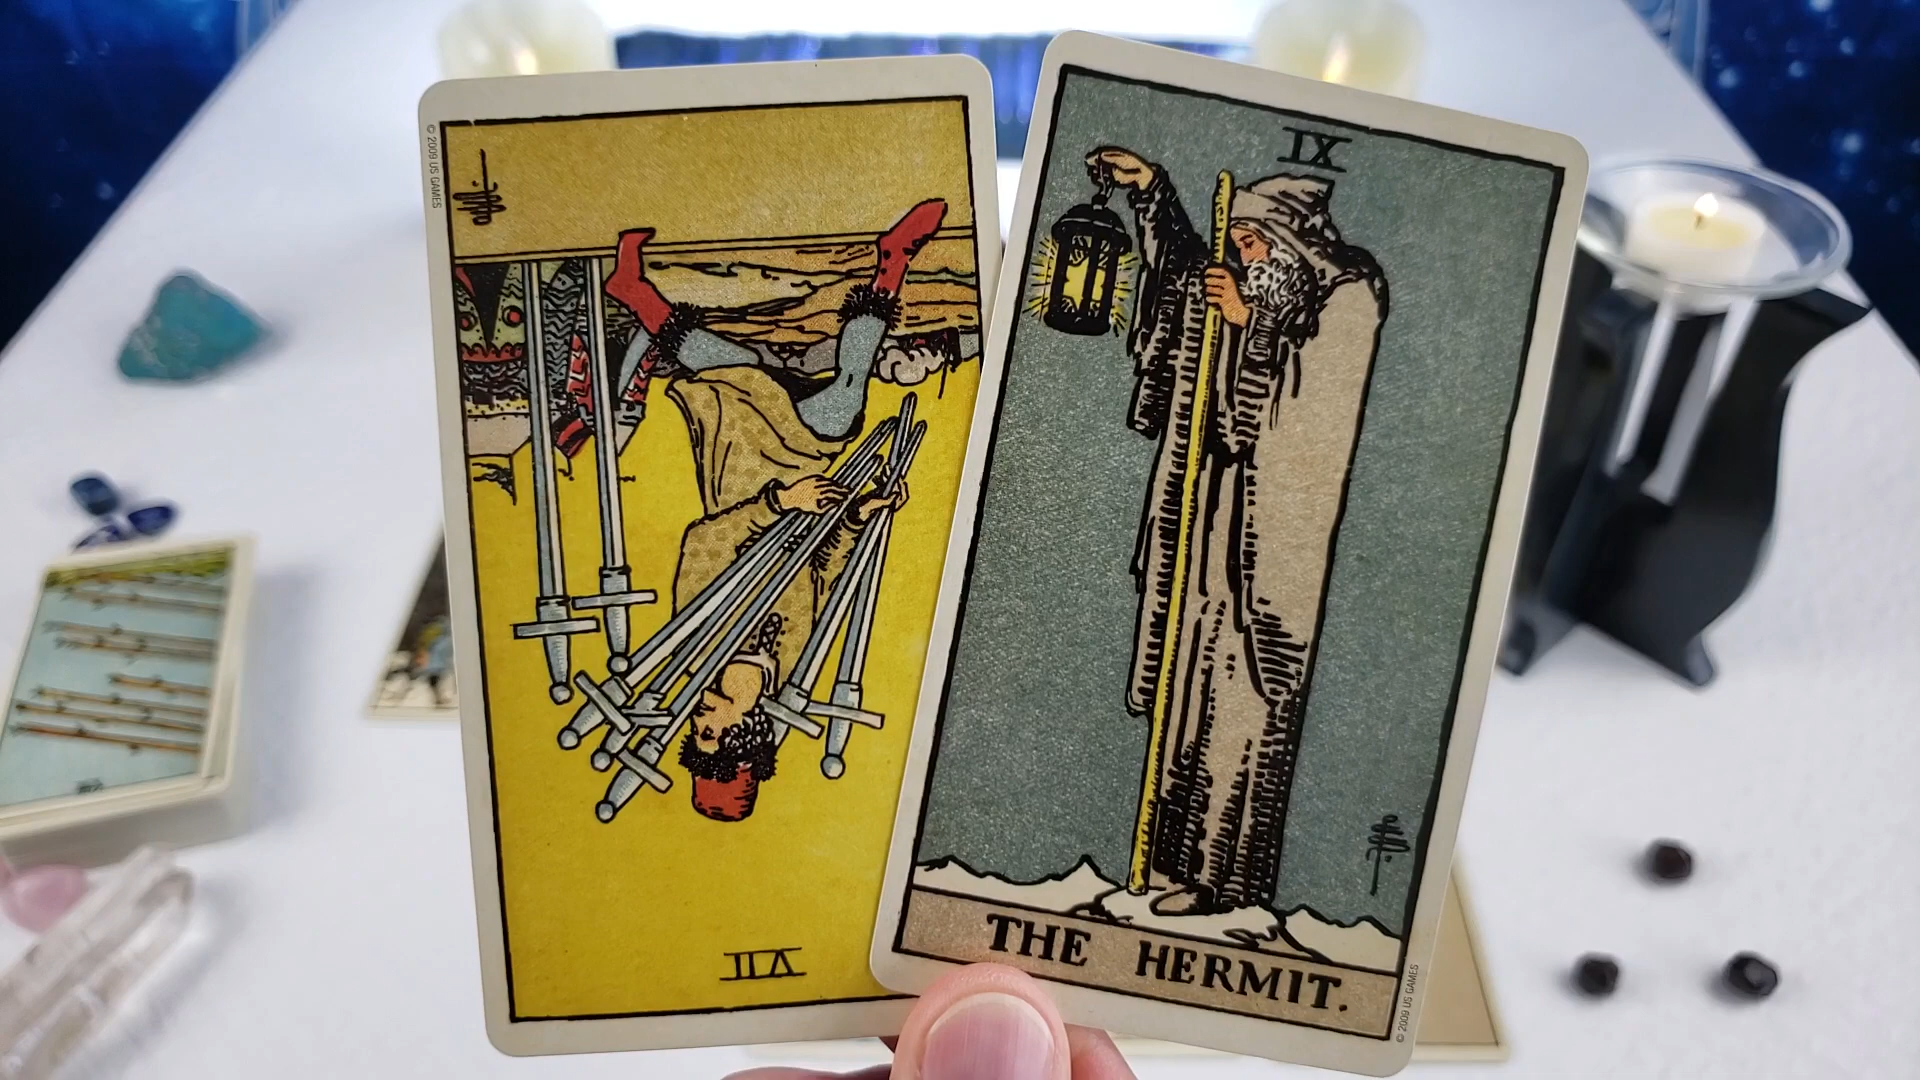 © 2009 US GAMES
VII
IX
THE HERMIT.
© 2009 US GAMES